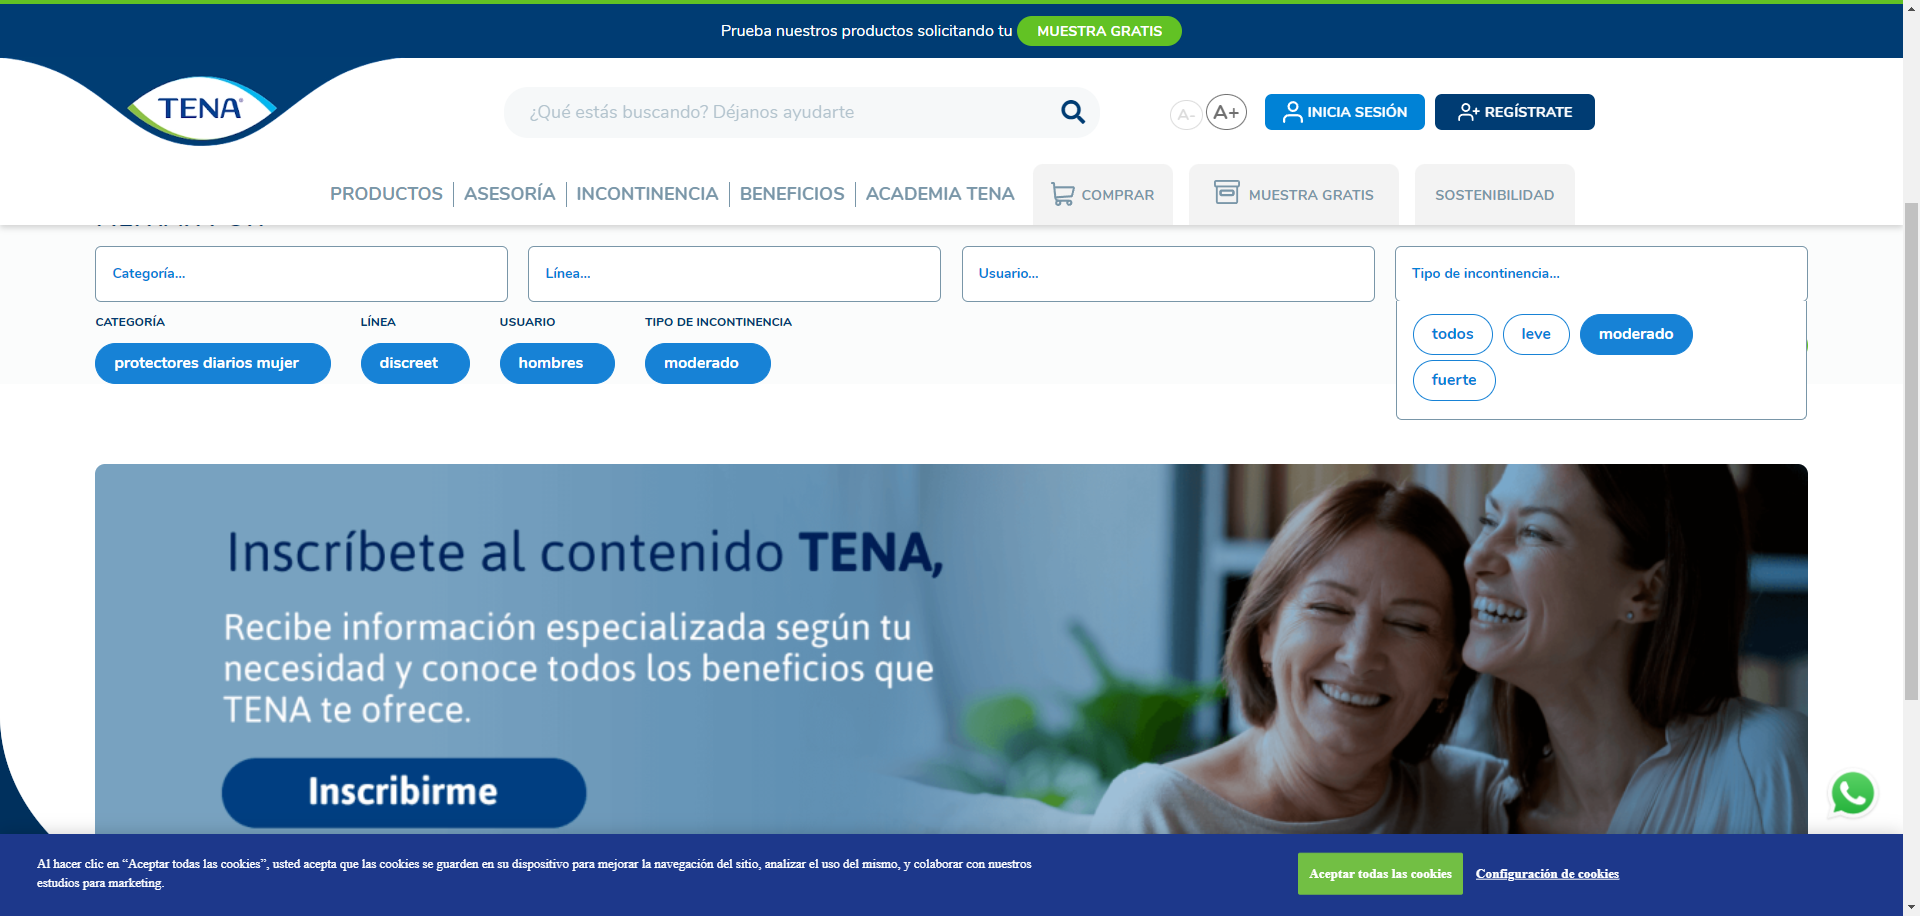 Prueba nuestros productos solicitando tu MUESTRA GRATIS
TENA
¿Qué estás buscando? Déjanos ayudarte
A- A+
INICIA SESIÓN
REGÍSTRATE
PRODUCTOS ASESORÍA INCONTINENCIA BENEFICIOS ACADEMIA TENA COMPRAR MUESTRA GRATIS SOSTENIBILIDAD
Categoría... Línea... Usuario... Tipo de incontinencia...
CATEGORÍA LÍNEA USUARIO TIPO DE INCONTINENCIA
protectores diarios mujer discreet hombres moderado
todos leve moderado
fuerte
Inscríbete al contenido TENA,
Recibe información especializada según tu
necesidad y conoce todos los beneficios que
TENA te ofrece.
Inscribirme
Al hacer clic en “Aceptar todas las cookies”, usted acepta que las cookies se guarden en su dispositivo para mejorar la navegación del sitio, analizar el uso del mismo, y colaborar con nuestros
estudios para marketing.
Aceptar todas las cookies
Configuración de cookies